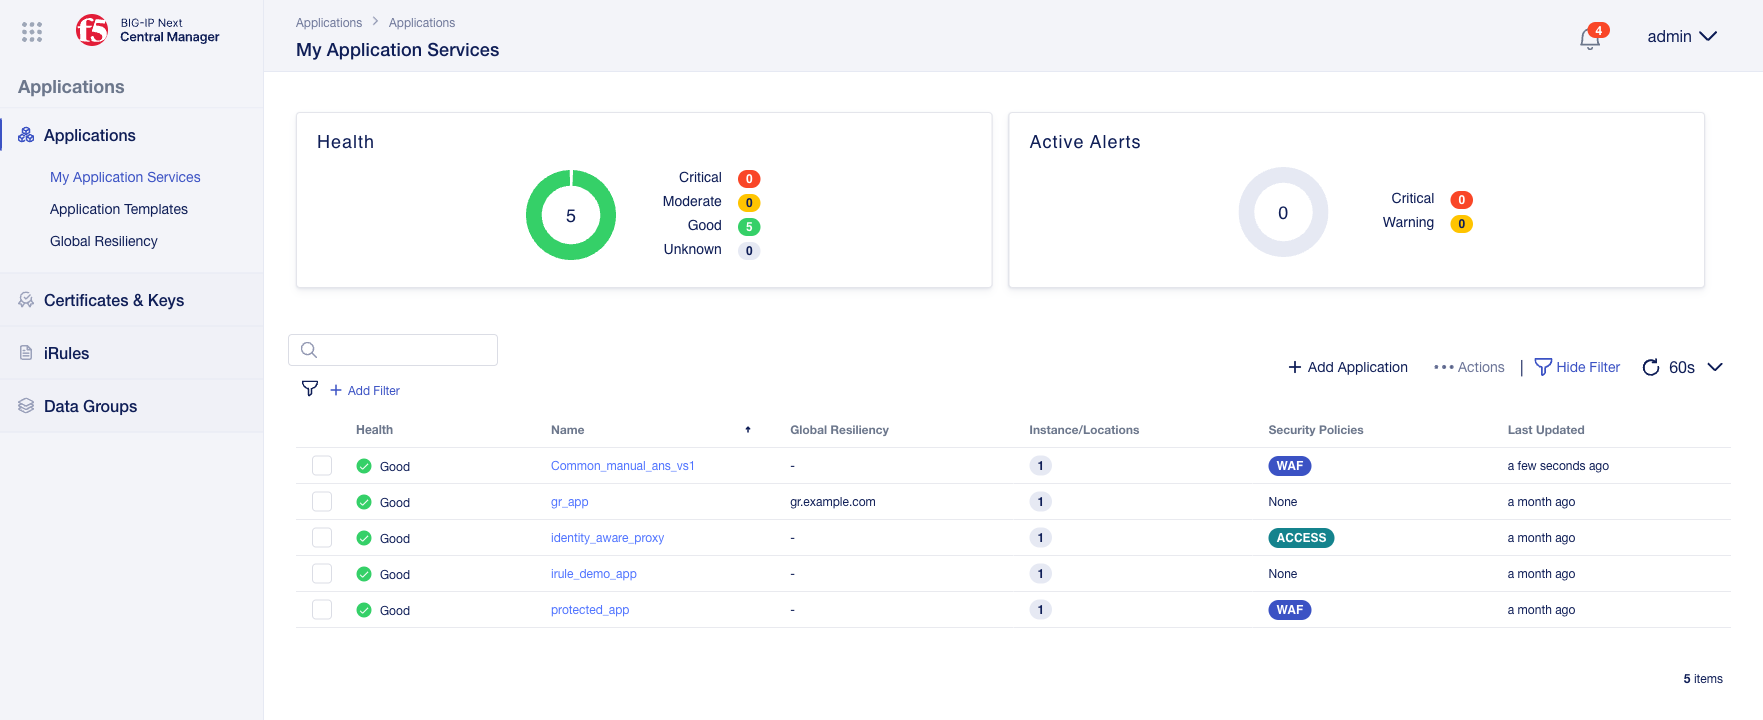 f5 BIG-IP Next
Central Manager
Applications
Applications
My Application Services
Application Templates
Global Resiliency
Certificates & Keys
iRules
Data Groups
Applications > Applications
My Application Services
4
admin
Health
5
Critical 0
Moderate 0
Good 5
Unknown 0
Active Alerts
0
Critical 0
Warning 0
+ Add Application ••• Actions | Hide Filter 60s
+ Add Filter
Health Name Global Resiliency Instance/Locations Security Policies Last Updated
Good Common_manual_ans_vs1 - 1 WAF a few seconds ago
Good gr_app gr.example.com 1 None a month ago
Good identity_aware_proxy - 1 ACCESS a month ago
Good irule_demo_app - 1 None a month ago
Good protected_app - 1 WAF a month ago
5 items